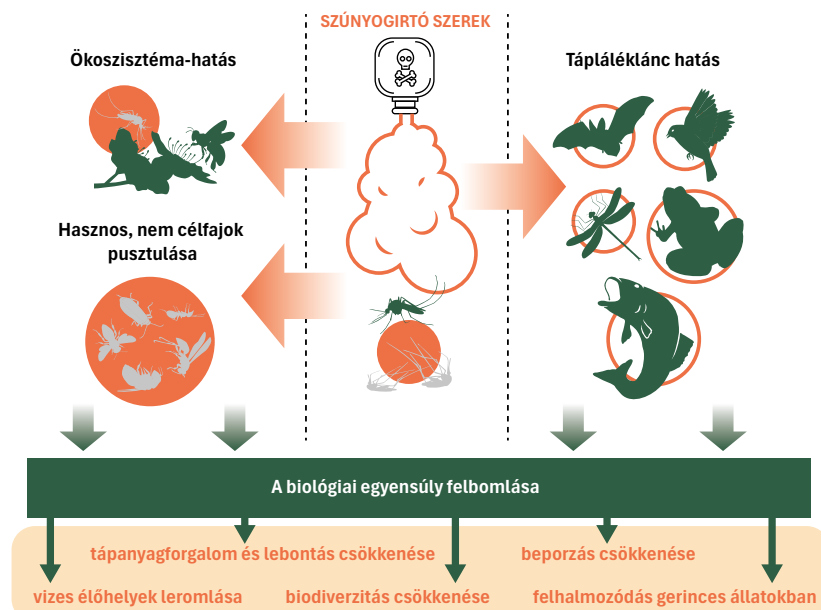 SZÚNYOGIRTÓ SZEREK
Ökoszisztéma-hatás
Tápláléklánc hatás
Hasznos, nem célfajok
pusztulása
A biológiai egyensúly felbomlása
tápanyagforgalom és lebontás csökkenése
beporzás csökkenése
vizes élőhelyek leromlása
biodiverzitás csökkenése
felhalmozódás gerinces állatokban